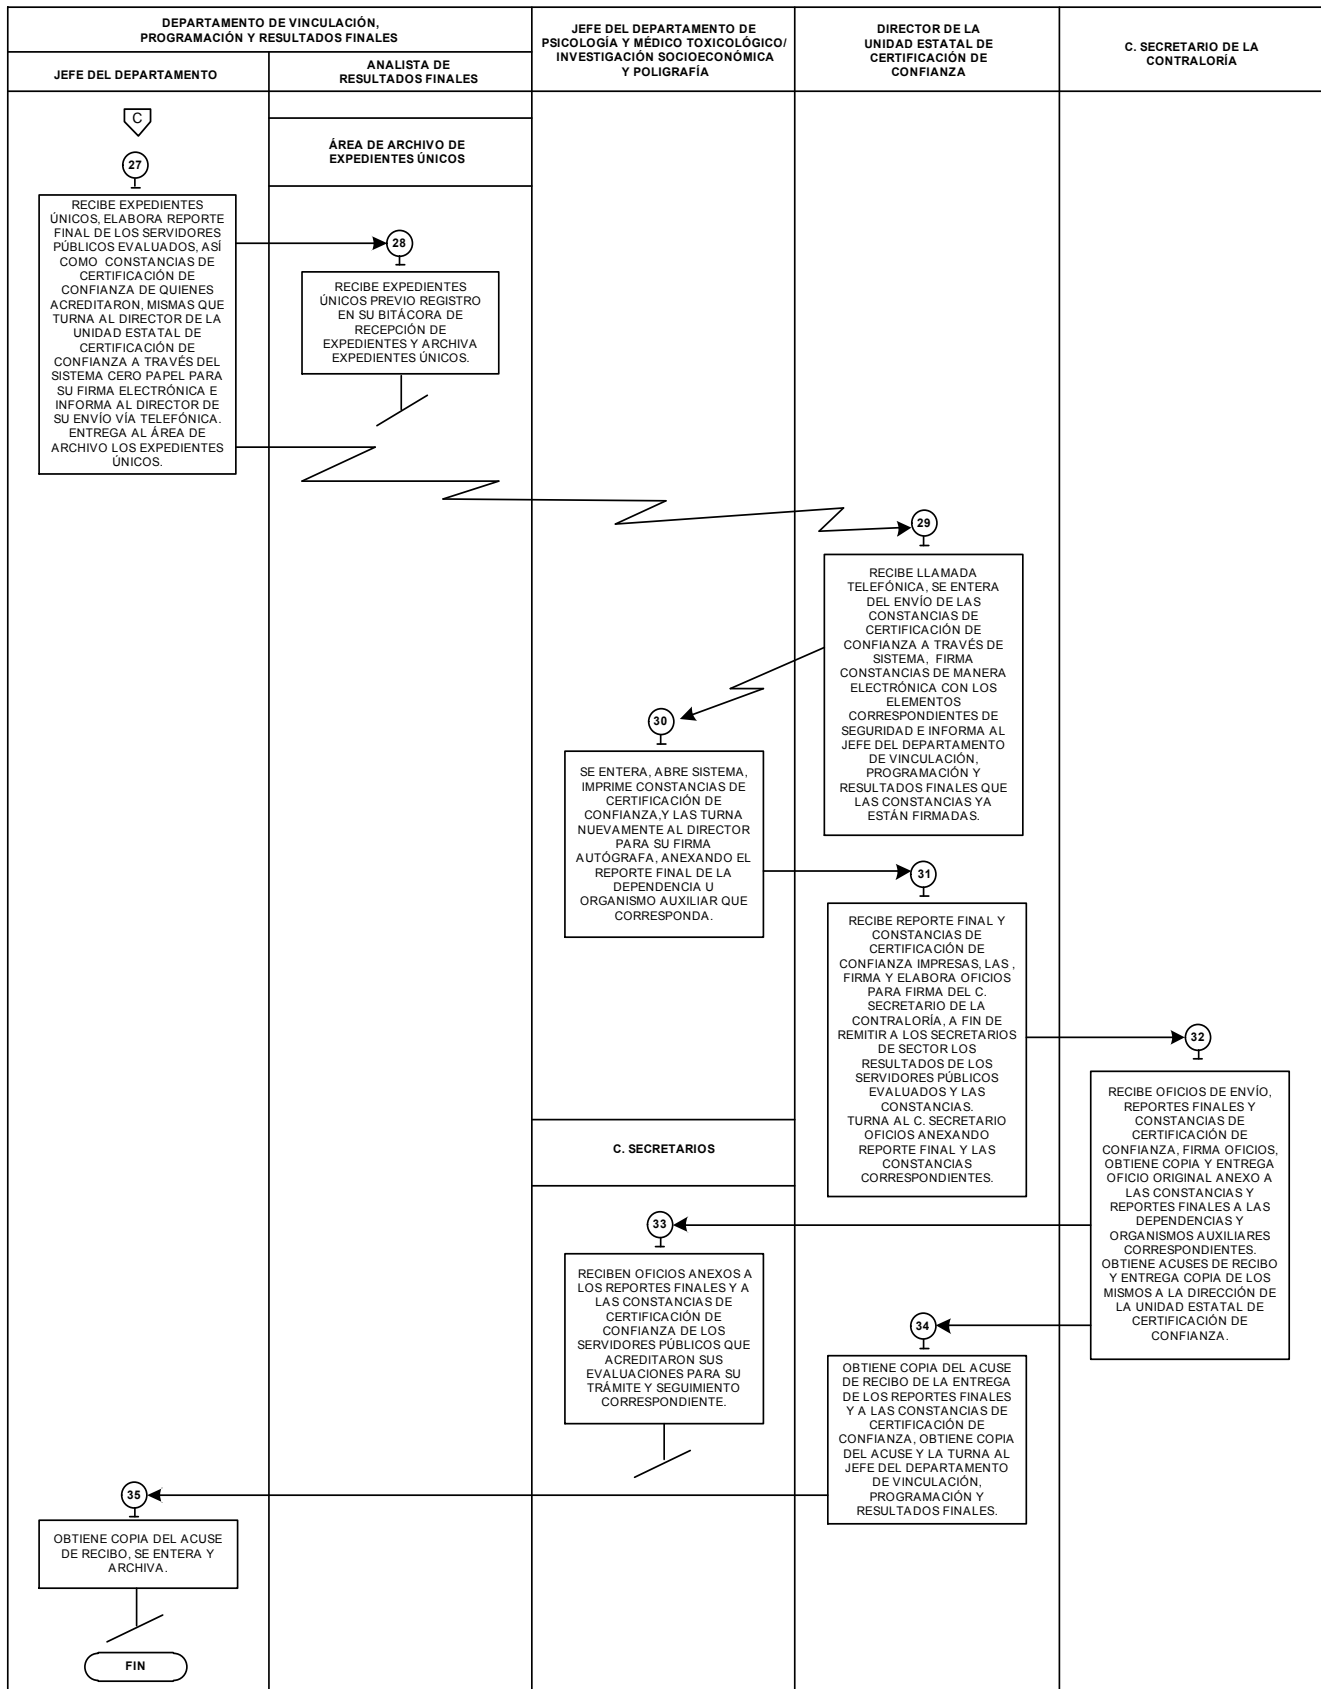 DEPARTAMENTO DE VINCULACIÓN,
PROGRAMACIÓN Y RESULTADOS FINALES
JEFE DEL DEPARTAMENTO
ANALISTA DE
RESULTADOS FINALES
JEFE DEL DEPARTAMENTO DE
PSICOLOGÍA Y MÉDICO TOXICOLÓGICO/
INVESTIGACIÓN SOCIOECONÓMICA
Y POLIGRAFÍA
DIRECTOR DE LA
UNIDAD ESTATAL DE
CERTIFICACIÓN DE
CONFIANZA
C. SECRETARIO DE LA
CONTRALORÍA
C
ÁREA DE ARCHIVO DE
EXPEDIENTES ÚNICOS
27
RECIBE EXPEDIENTES
ÚNICOS, ELABORA REPORTE
FINAL DE LOS SERVIDORES
PÚBLICOS EVALUADOS, ASÍ
COMO CONSTANCIAS DE
CERTIFICACIÓN DE
CONFIANZA DE QUIENES
ACREDITARON, MISMAS QUE
TURNA AL DIRECTOR DE LA
UNIDAD ESTATAL DE
CERTIFICACIÓN DE
CONFIANZA A TRAVÉS DEL
SISTEMA CERO PAPEL PARA
SU FIRMA ELECTRÓNICA E
INFORMA AL DIRECTOR DE
SU ENVÍO VÍA TELEFÓNICA.
ENTREGA AL ÁREA DE
ARCHIVO LOS EXPEDIENTES
ÚNICOS.
28
RECIBE EXPEDIENTES
ÚNICOS PREVIO REGISTRO
EN SU BITÁCORA DE
RECEPCIÓN DE
EXPEDIENTES Y ARCHIVA
EXPEDIENTES ÚNICOS.
29
RECIBE LLAMADA
TELEFÓNICA, SE ENTERA
DEL ENVÍO DE LAS
CONSTANCIAS DE
CERTIFICACIÓN DE
CONFIANZA A TRAVÉS DE
SISTEMA, FIRMA
CONSTANCIAS DE MANERA
ELECTRÓNICA CON LOS
ELEMENTOS
CORRESPONDIENTES DE
SEGURIDAD E INFORMA AL
JEFE DEL DEPARTAMENTO
DE VINCULACIÓN,
PROGRAMACIÓN Y
RESULTADOS FINALES QUE
LAS CONSTANCIAS YA
ESTÁN FIRMADAS.
30
SE ENTERA, ABRE SISTEMA,
IMPRIME CONSTANCIAS DE
CERTIFICACIÓN DE
CONFIANZA,Y LAS TURNA
NUEVAMENTE AL DIRECTOR
PARA SU FIRMA
AUTÓGRAFA, ANEXANDO EL
REPORTE FINAL DE LA
DEPENDENCIA U
ORGANISMO AUXILIAR QUE
CORRESPONDA.
31
RECIBE REPORTE FINAL Y
CONSTANCIAS DE
CERTIFICACIÓN DE
CONFIANZA IMPRESAS, LAS ,
FIRMA Y ELABORA OFICIOS
PARA FIRMA DEL C.
SECRETARIO DE LA
CONTRALORÍA, A FIN DE
REMITIR A LOS SECRETARIOS
DE SECTOR LOS
RESULTADOS DE LOS
SERVIDORES PÚBLICOS
EVALUADOS Y LAS
CONSTANCIAS.
TURNA AL C. SECRETARIO
OFICIOS ANEXANDO
REPORTE FINAL Y LAS
CONSTANCIAS
CORRESPONDIENTES.
32
RECIBE OFICIOS DE ENVÍO,
REPORTES FINALES Y
CONSTANCIAS DE
CERTIFICACIÓN DE
CONFIANZA, FIRMA OFICIOS,
OBTIENE COPIA Y ENTREGA
OFICIO ORIGINAL ANEXO A
LAS CONSTANCIAS Y
REPORTES FINALES A LAS
DEPENDENCIAS Y
ORGANISMOS AUXILIARES
CORRESPONDIENTES.
OBTIENE ACUSES DE RECIBO
Y ENTREGA COPIA DE LOS
MISMOS A LA DIRECCIÓN DE
LA UNIDAD ESTATAL DE
CERTIFICACIÓN DE
CONFIANZA.
C. SECRETARIOS
33
RECIBEN OFICIOS ANEXOS A
LOS REPORTES FINALES Y A
LAS CONSTANCIAS DE
CERTIFICACIÓN DE
CONFIANZA DE LOS
SERVIDORES PÚBLICOS QUE
ACREDITARON SUS
EVALUACIONES PARA SU
TRÁMITE Y SEGUIMIENTO
CORRESPONDIENTE.
34
OBTIENE COPIA DEL ACUSE
DE RECIBO DE LA ENTREGA
DE LOS REPORTES FINALES
Y A LAS CONSTANCIAS DE
CERTIFICACIÓN DE
CONFIANZA, OBTIENE COPIA
DEL ACUSE Y LA TURNA AL
JEFE DEL DEPARTAMENTO
DE VINCULACIÓN,
PROGRAMACIÓN Y
RESULTADOS FINALES.
35
OBTIENE COPIA DEL ACUSE
DE RECIBO, SE ENTERA Y
ARCHIVA.
FIN